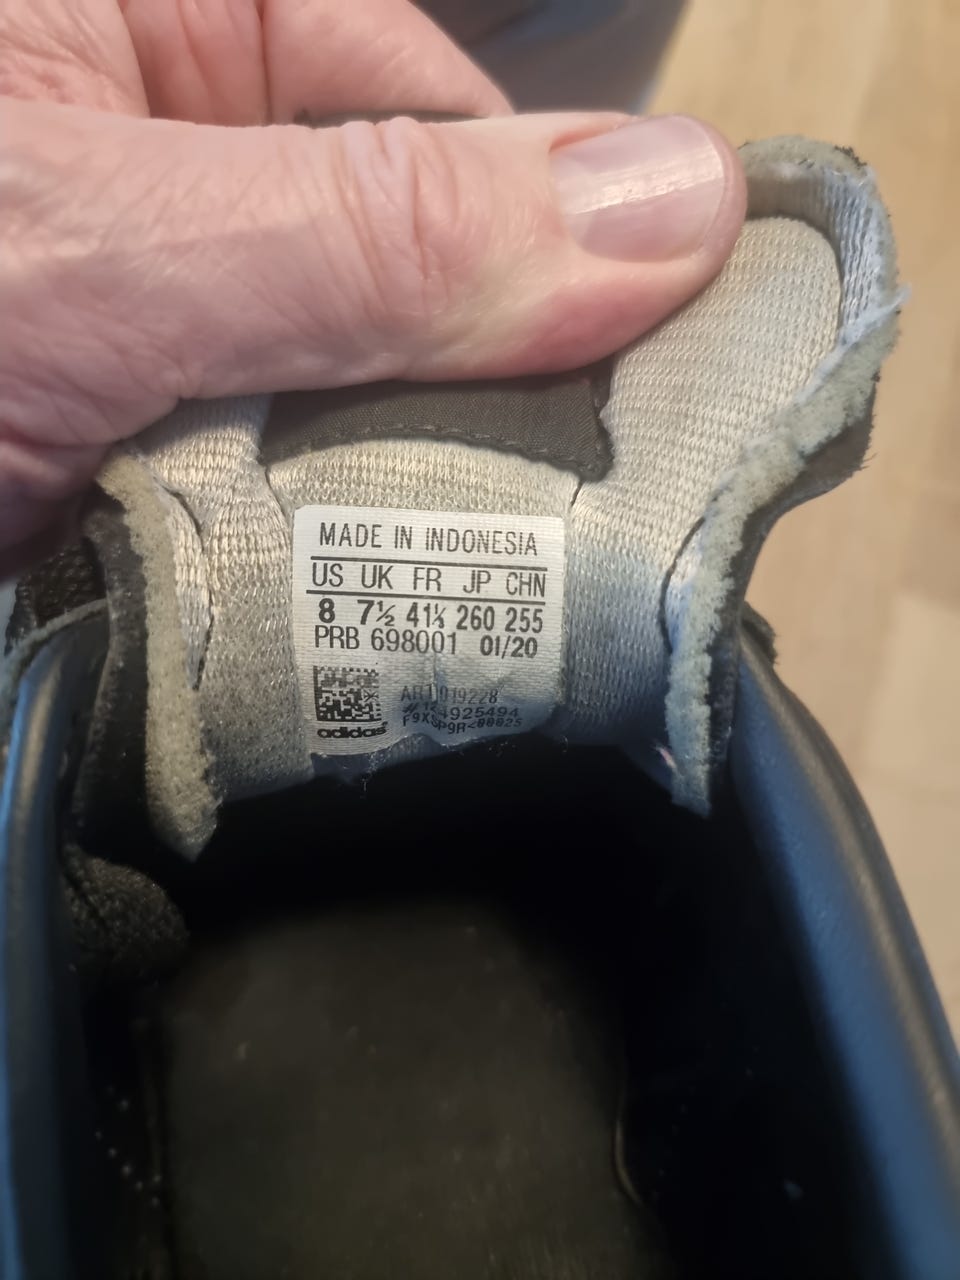 MADE IN INDONESIA
US UK FR JP CHN
8 7½ 41⅓ 260 255
PRB 698001 01/20
adidas